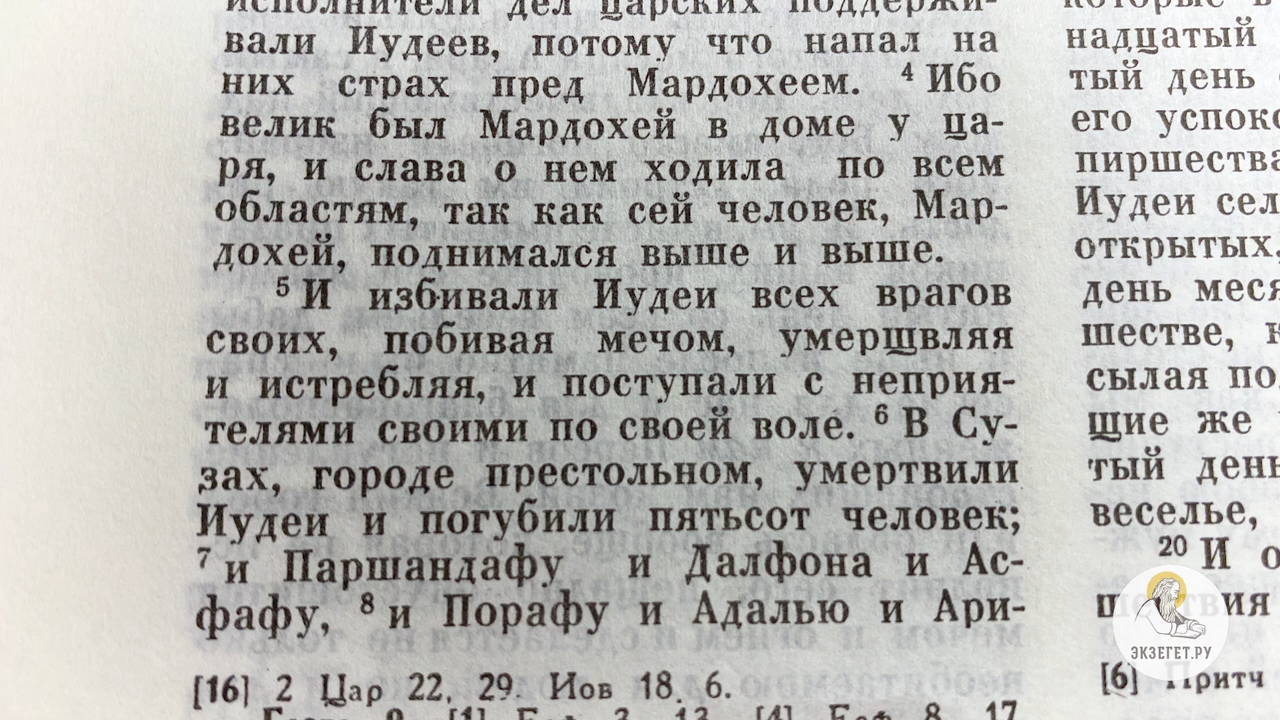 исполнители дел царских поддержи-
вали Иудеев, потому что напал на
них страх пред Мардохеем. 4 Ибо
велик был Мардохей в доме у ца-
ря, и слава о нем ходила по всем
областям, так как сей человек, Мар-
дохей, поднимался выше и выше.
5 И избивали Иудеи всех врагов
своих, побивая мечом, умерщвляя
и истребляя, и поступали с неприя-
телями своими по своей воле. 6 В Су-
зах, городе престольном, умертвили
Иудеи и погубили пятьсот человек;
7 и Паршандафу и Далфона и Ас-
фафу, 8 и Порафу и Адалью и Ари-
[16] 2 Цар 22, 29. Иов 18, 6.
которые в
надцатый
тый день
его успоко
пиршества
Иудеи сел
открытых,
день меся
шестве,
сылая по
щие же
тый день
веселье,
20 И о
[6] Притч
ЭКЗЕГЕТ.РУ